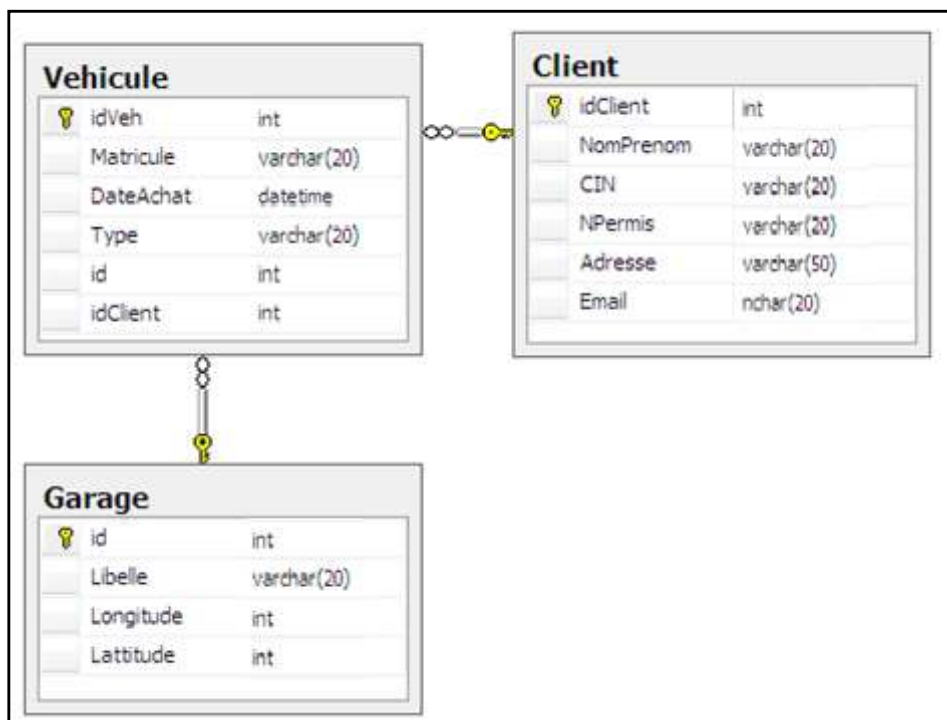 Vehicule
idVeh int
Matricule varchar(20)
DateAchat datetime
Type varchar(20)
id int
idClient int
Client
idClient int
NomPrenom varchar(20)
CIN varchar(20)
NPermis varchar(20)
Adresse varchar(50)
Email nchar(20)
Garage
id int
Libelle varchar(20)
Longitude int
Lattitude int